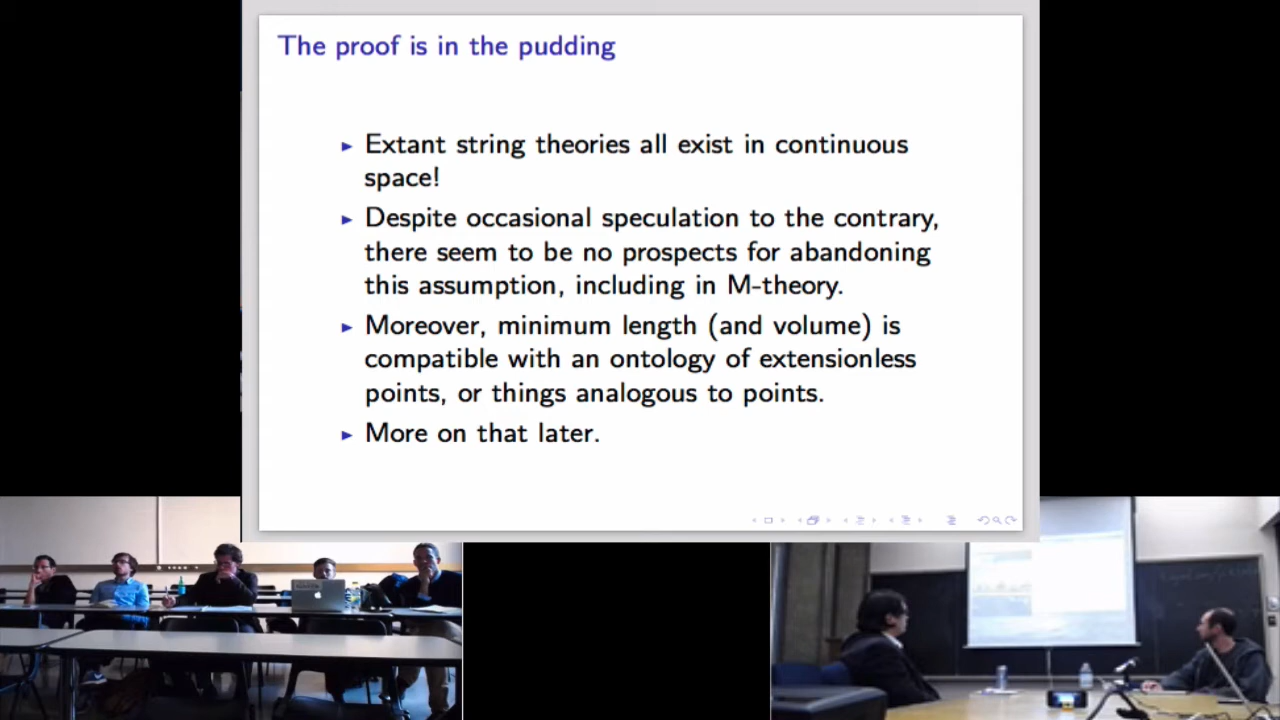 The proof is in the pudding
Extant string theories all exist in continuous
space!
Despite occasional speculation to the contrary,
there seem to be no prospects for abandoning
this assumption, including in M-theory.
Moreover, minimum length (and volume) is
compatible with an ontology of extensionless
points, or things analogous to points.
More on that later.